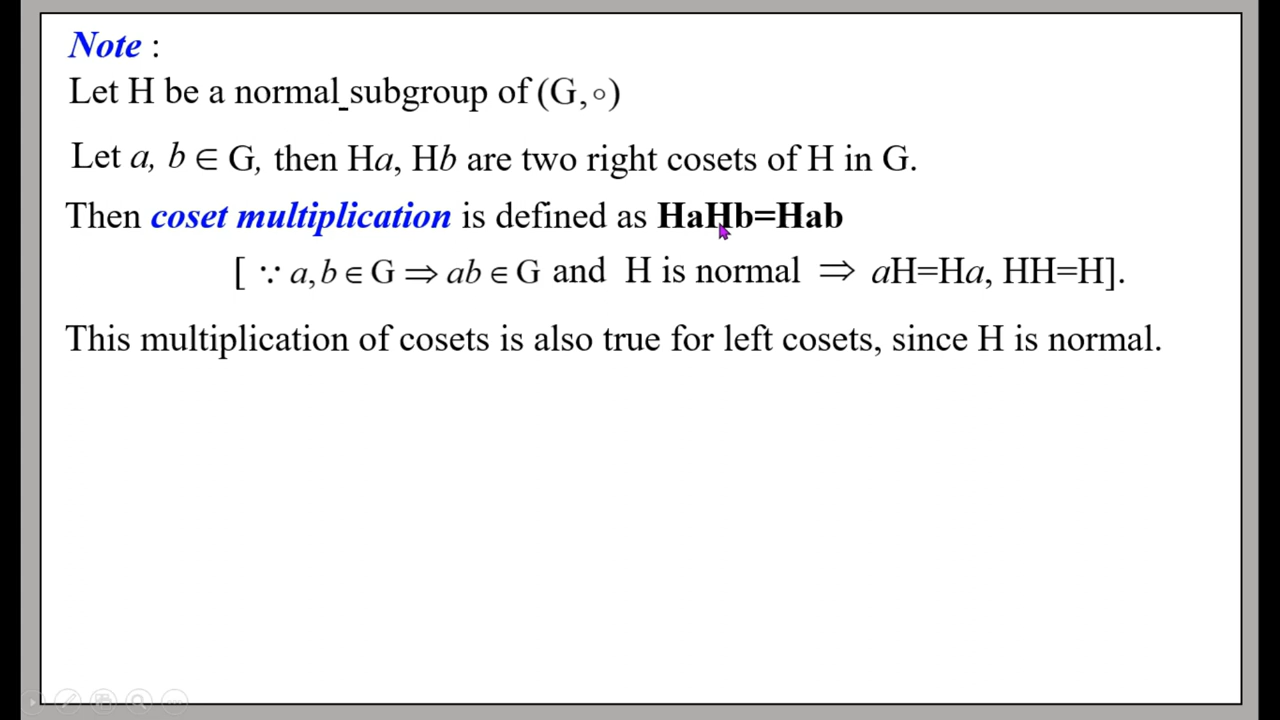 Note :
Let H be a normal subgroup of (G,∘)
Let a, b ∈ G, then Ha, Hb are two right cosets of H in G.
Then coset multiplication is defined as HaHb=Hab
[ ∵ a,b ∈ G ⇒ ab ∈ G and H is normal ⇒ aH=Ha, HH=H].
This multiplication of cosets is also true for left cosets, since H is normal.